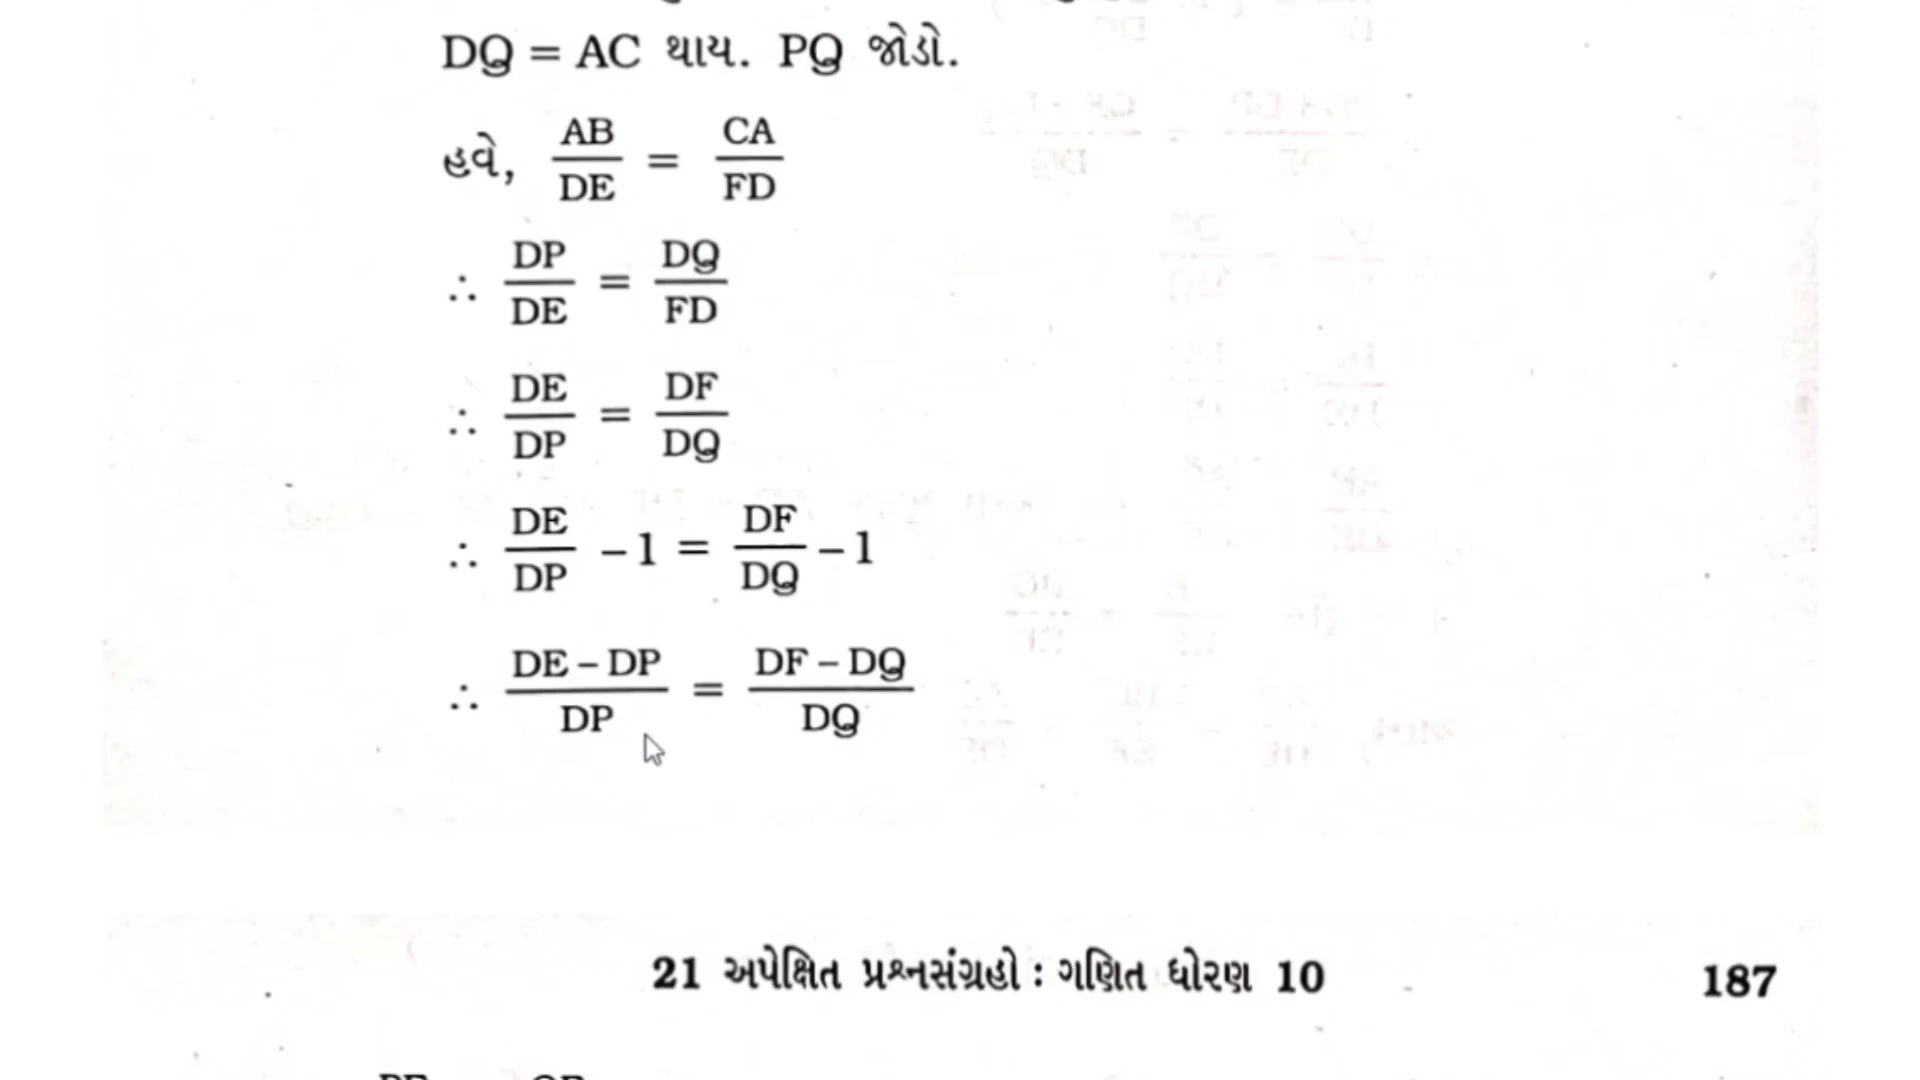 DQ = AC થાય. PQ જોડો.
હવે, AB/DE = CA/FD
∴ DP/DE = DQ/FD
∴ DE/DP = DF/DQ
∴ DE/DP – 1 = DF/DQ – 1
∴ (DE – DP)/DP = (DF – DQ)/DQ
21 અપેક્ષિત પ્રશ્નસંગ્રહો : ગણિત ધોરણ 10 187